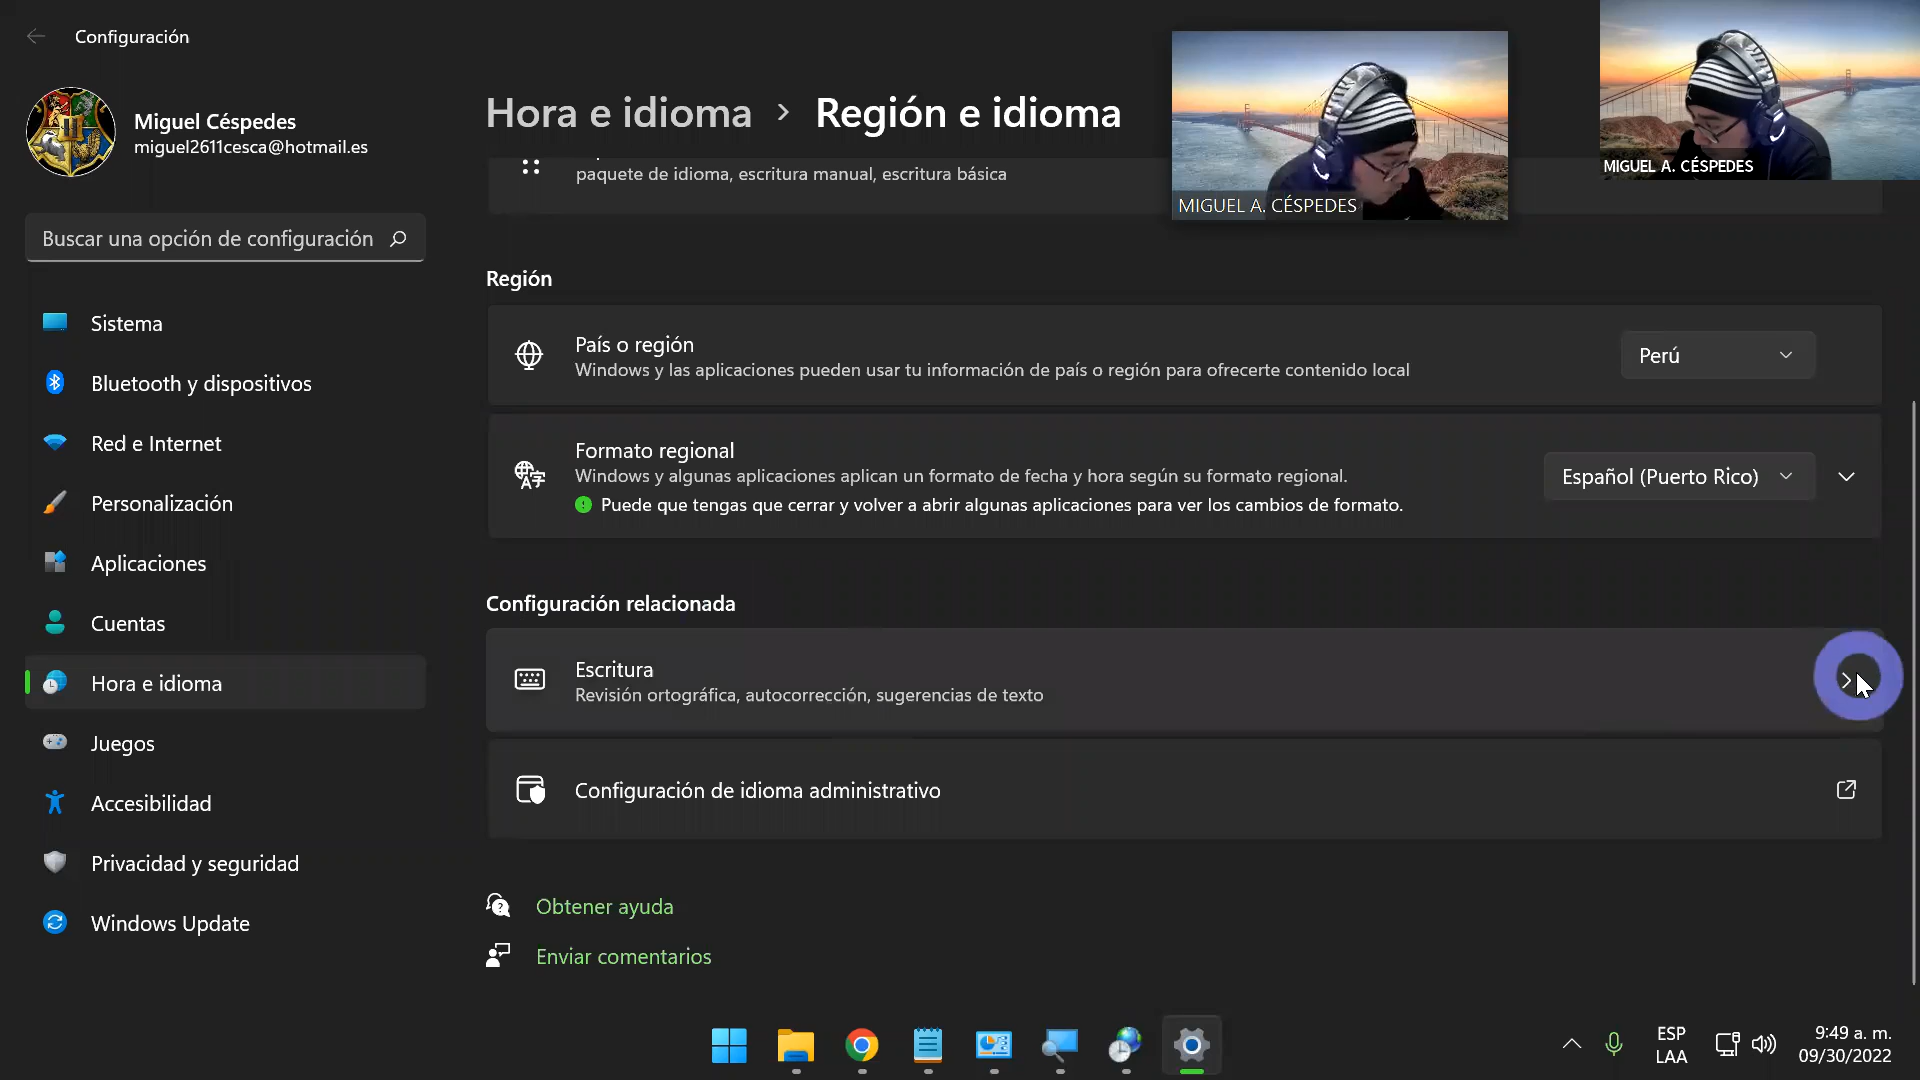 Configuración
Miguel Céspedes
miguel2611cesca@hotmail.es
Buscar una opción de configuración
Sistema
Bluetooth y dispositivos
Red e Internet
Personalización
Aplicaciones
Cuentas
Hora e idioma
Juegos
Accesibilidad
Privacidad y seguridad
Windows Update
Hora e idioma > Región e idioma
paquete de idioma, escritura manual, escritura básica
MIGUEL A. CÉSPEDES
MIGUEL A. CÉSPEDES
Región
País o región
Windows y las aplicaciones pueden usar tu información de país o región para ofrecerte contenido local
Perú
Formato regional
Windows y algunas aplicaciones aplican un formato de fecha y hora según su formato regional.
Puede que tengas que cerrar y volver a abrir algunas aplicaciones para ver los cambios de formato.
Español (Puerto Rico)
Configuración relacionada
Escritura
Revisión ortográfica, autocorrección, sugerencias de texto
Configuración de idioma administrativo
Obtener ayuda
Enviar comentarios
ESP
LAA
9:49 a. m.
09/30/2022